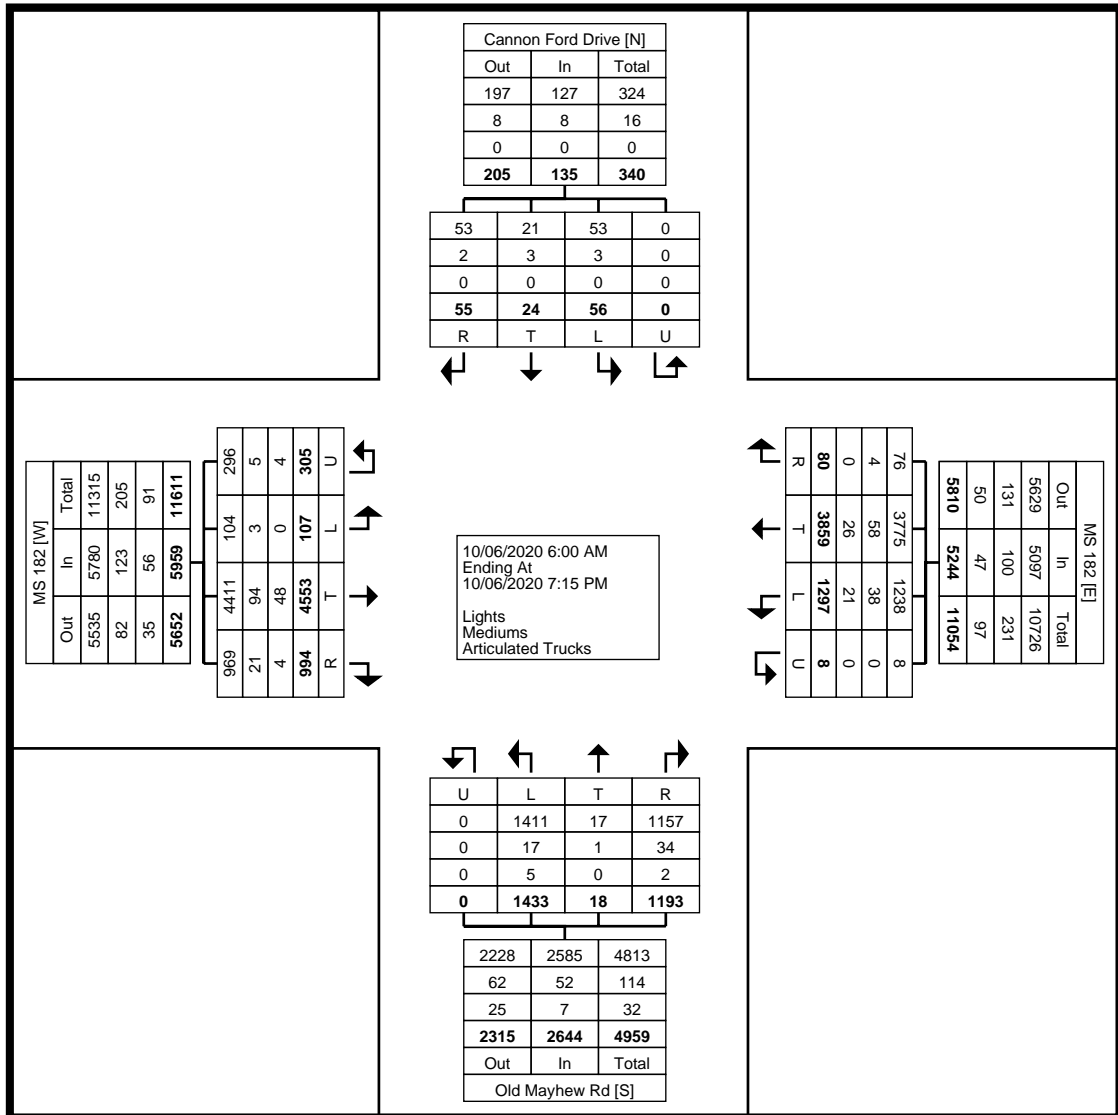 Cannon Ford Drive [N]
Out In Total
197 127 324
8 8 16
0 0 0
205 135 340
53 21 53 0
2 3 3 0
0 0 0 0
55 24 56 0
R T L U
MS 182 [W]
Total In Out
11315 5780 5535
205 123 82
91 56 35
11611 5959 5652
296 104 4411 969
5 3 94 21
4 0 48 4
305 107 4553 994
U L T R
10/06/2020 6:00 AM
Ending At
10/06/2020 7:15 PM
Lights
Mediums
Articulated Trucks
MS 182 [E]
Out In Total
5629 5097 10726
131 100 231
50 47 97
5810 5244 11054
76 3775 1238 8
4 58 38 0
0 26 21 0
80 3859 1297 8
R T L U
U L T R
0 1411 17 1157
0 17 1 34
0 5 0 2
0 1433 18 1193
2228 2585 4813
62 52 114
25 7 32
2315 2644 4959
Out In Total
Old Mayhew Rd [S]